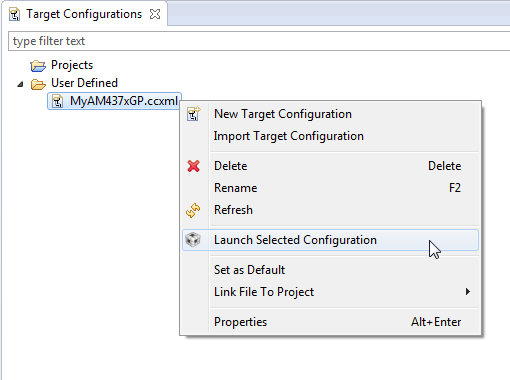 Target Configurations
type filter text
Projects
User Defined
MyAM437xGP.ccxml
New Target Configuration
Import Target Configuration
Delete Delete
Rename F2
Refresh
Launch Selected Configuration
Set as Default
Link File To Project
Properties Alt+Enter